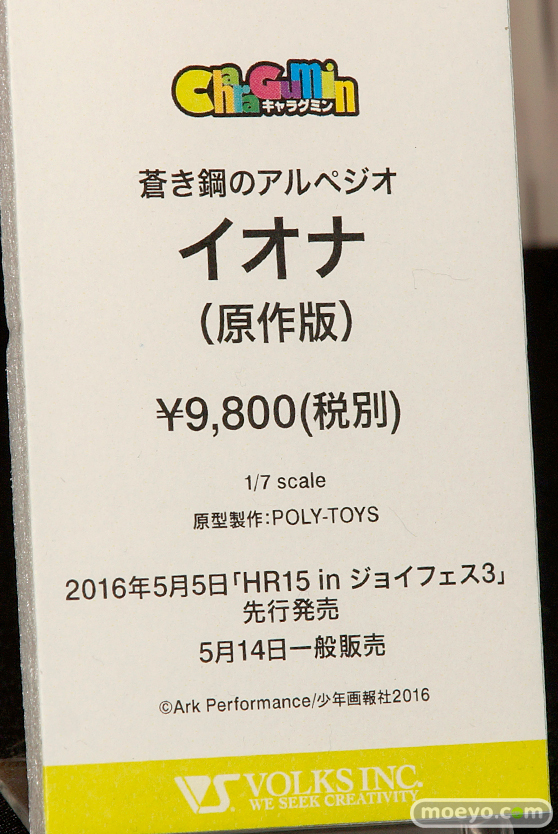 CharaGumin
キャラグミン
蒼き鋼のアルペジオ
イオナ
(原作版)
¥9,800(税別)
1/7 scale
原型製作:POLY-TOYS
2016年5月5日「HR15 in ジョイフェス3」
先行発売
5月14日一般販売
©Ark Performance/少年画報社2016
VS VOLKS INC.
WE SEEK CREATIVITY
moeyo.com